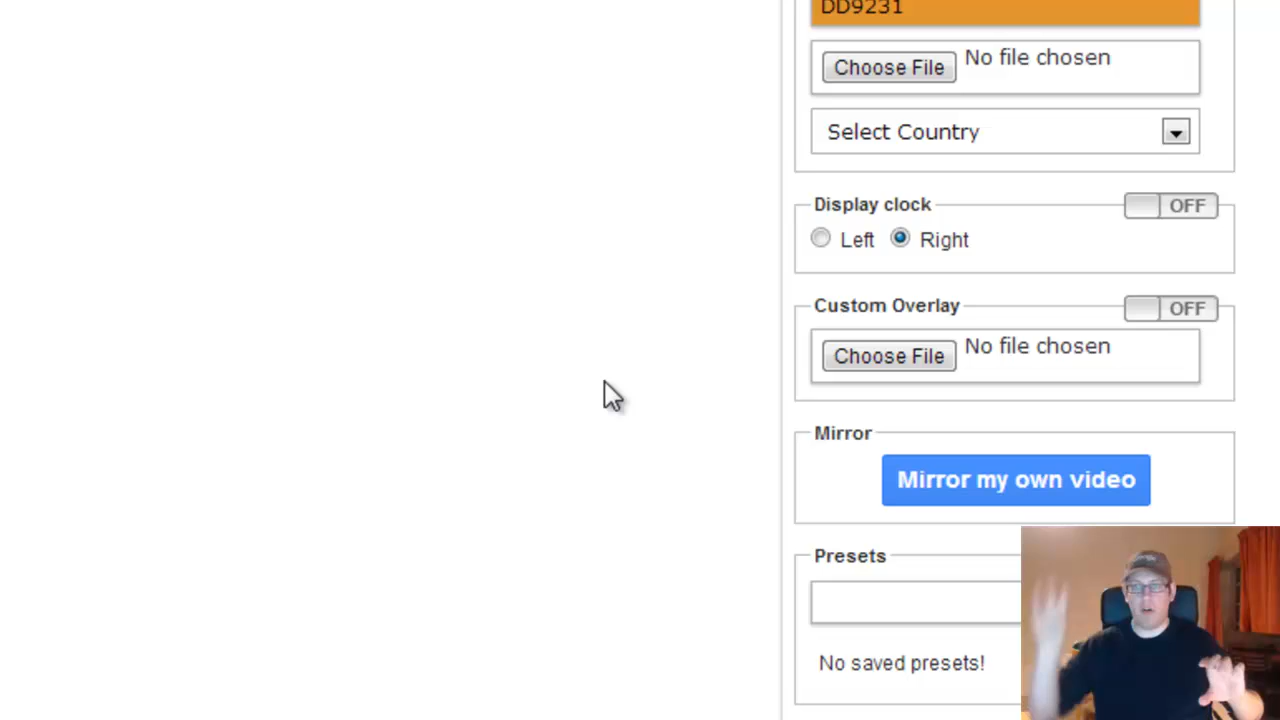 DD9231
Choose File No file chosen
Select Country
Display clock OFF
Left Right
Custom Overlay OFF
Choose File No file chosen
Mirror
Mirror my own video
Presets
No saved presets!